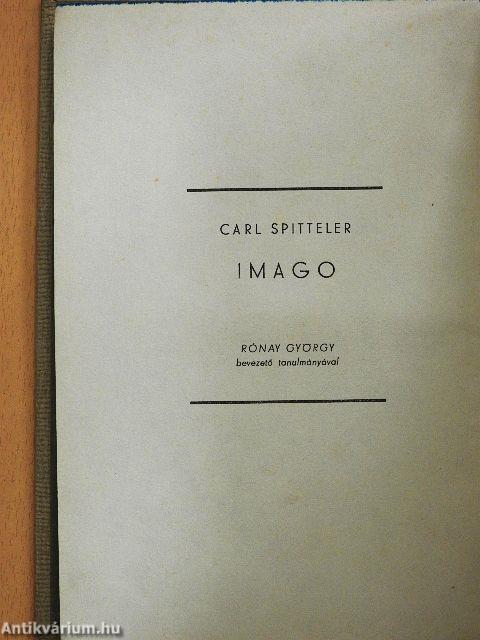 CARL SPITTELER
IMAGO
RÓNAY GYÖRGY
bevezető tanulmányával
Antikvárium.hu